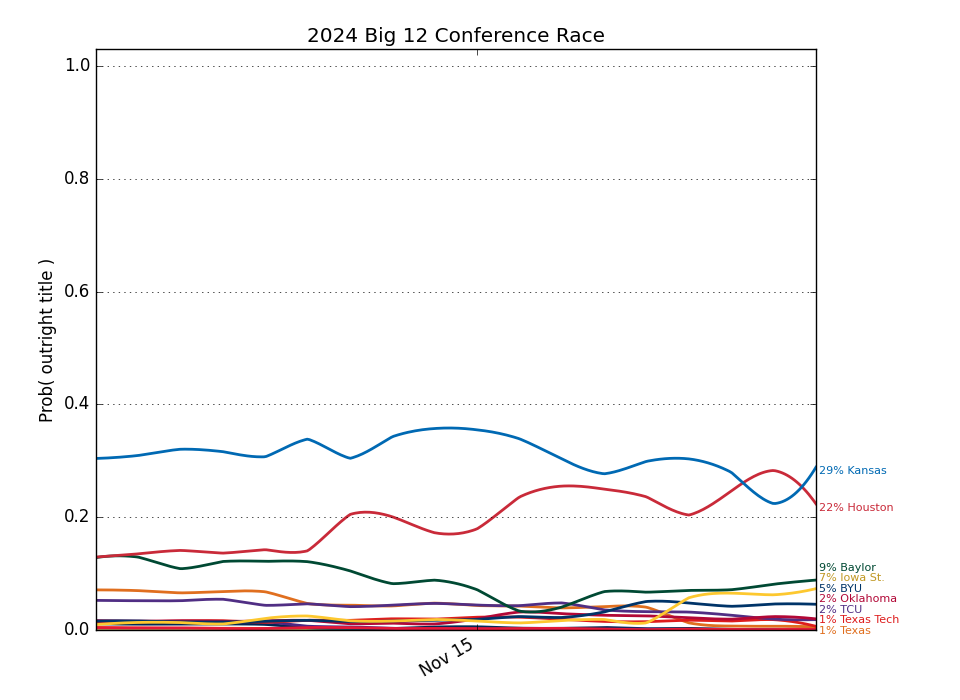 2024 Big 12 Conference Race
1.0
0.8
0.6
0.4
0.2
0.0
Prob( outright title )
Nov 15
29% Kansas
22% Houston
9% Baylor
7% Iowa St.
5% BYU
2% Oklahoma
2% TCU
1% Texas Tech
1% Texas